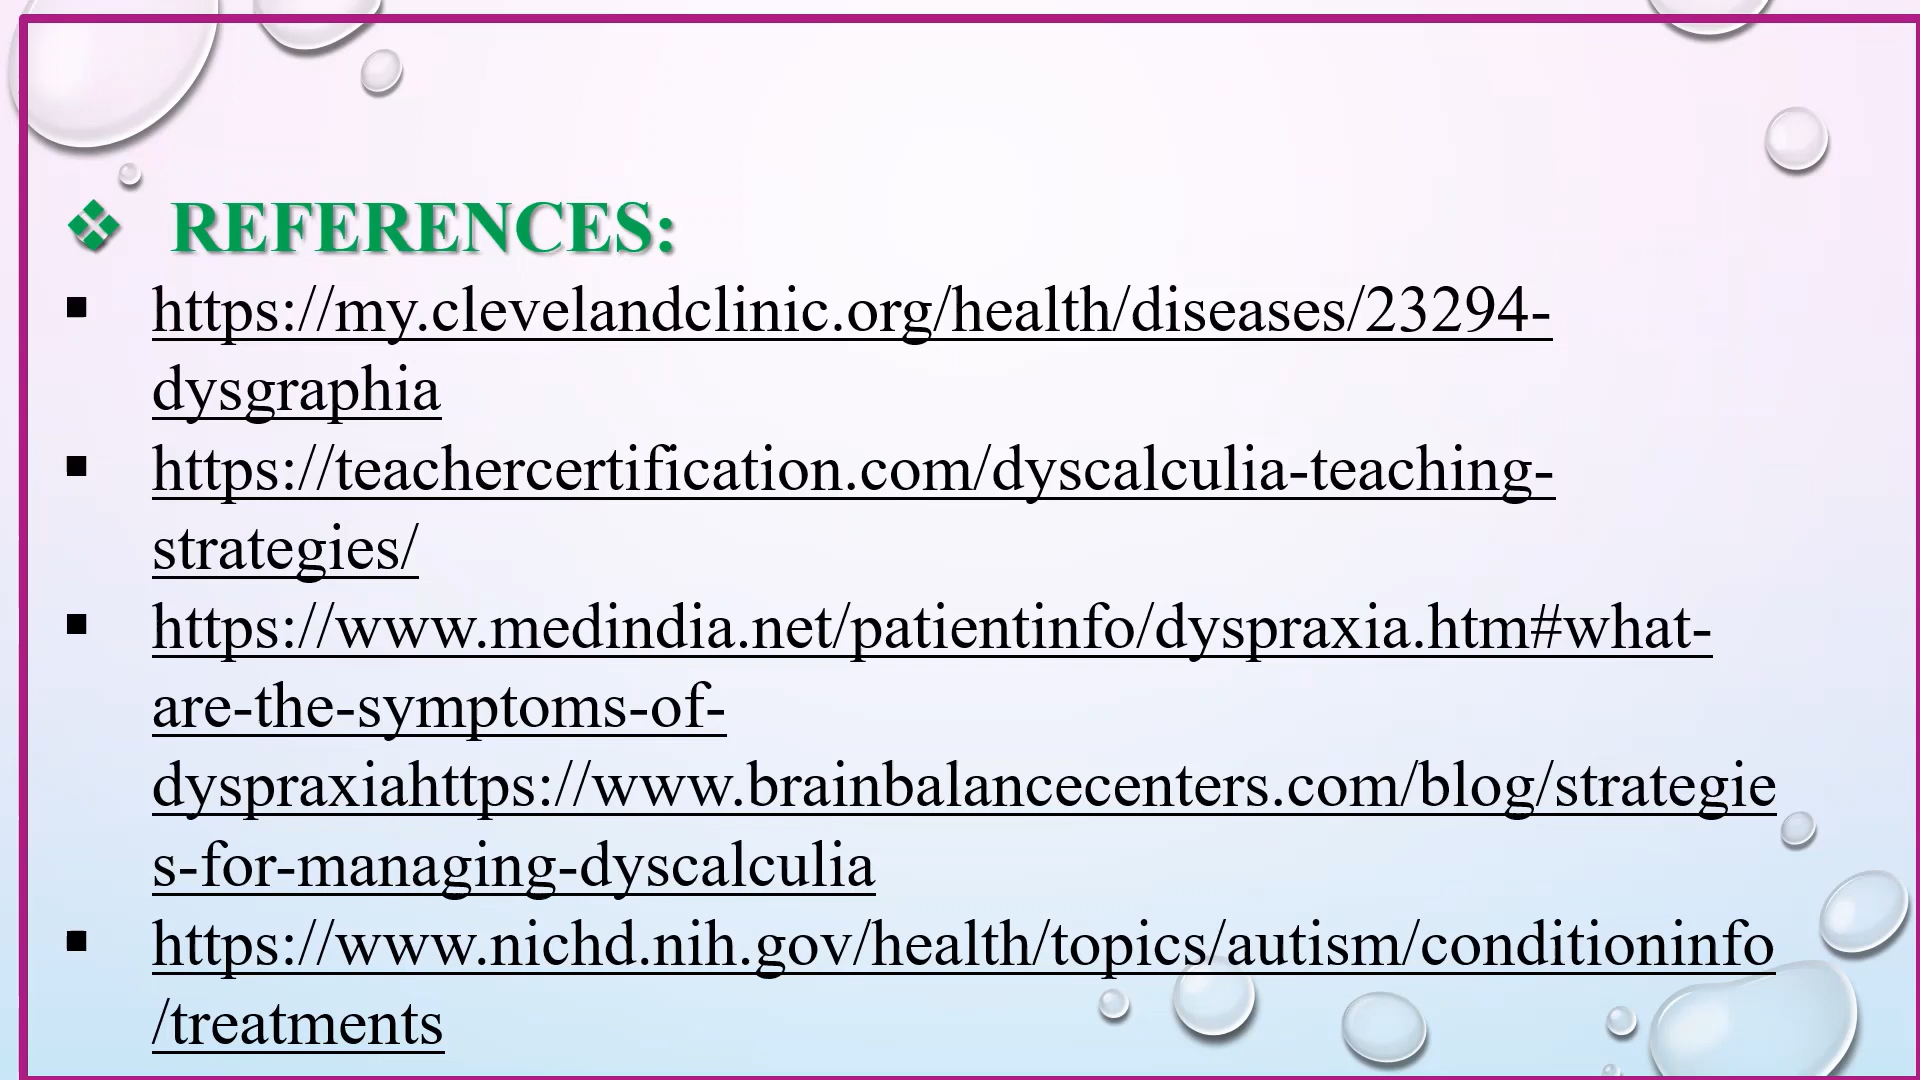 ❖ REFERENCES:
▪ https://my.clevelandclinic.org/health/diseases/23294-
dysgraphia
▪ https://teachercertification.com/dyscalculia-teaching-
strategies/
▪ https://www.medindia.net/patientinfo/dyspraxia.htm#what-
are-the-symptoms-of-
dyspraxiahttps://www.brainbalancecenters.com/blog/strategie
s-for-managing-dyscalculia
▪ https://www.nichd.nih.gov/health/topics/autism/conditioninfo
/treatments